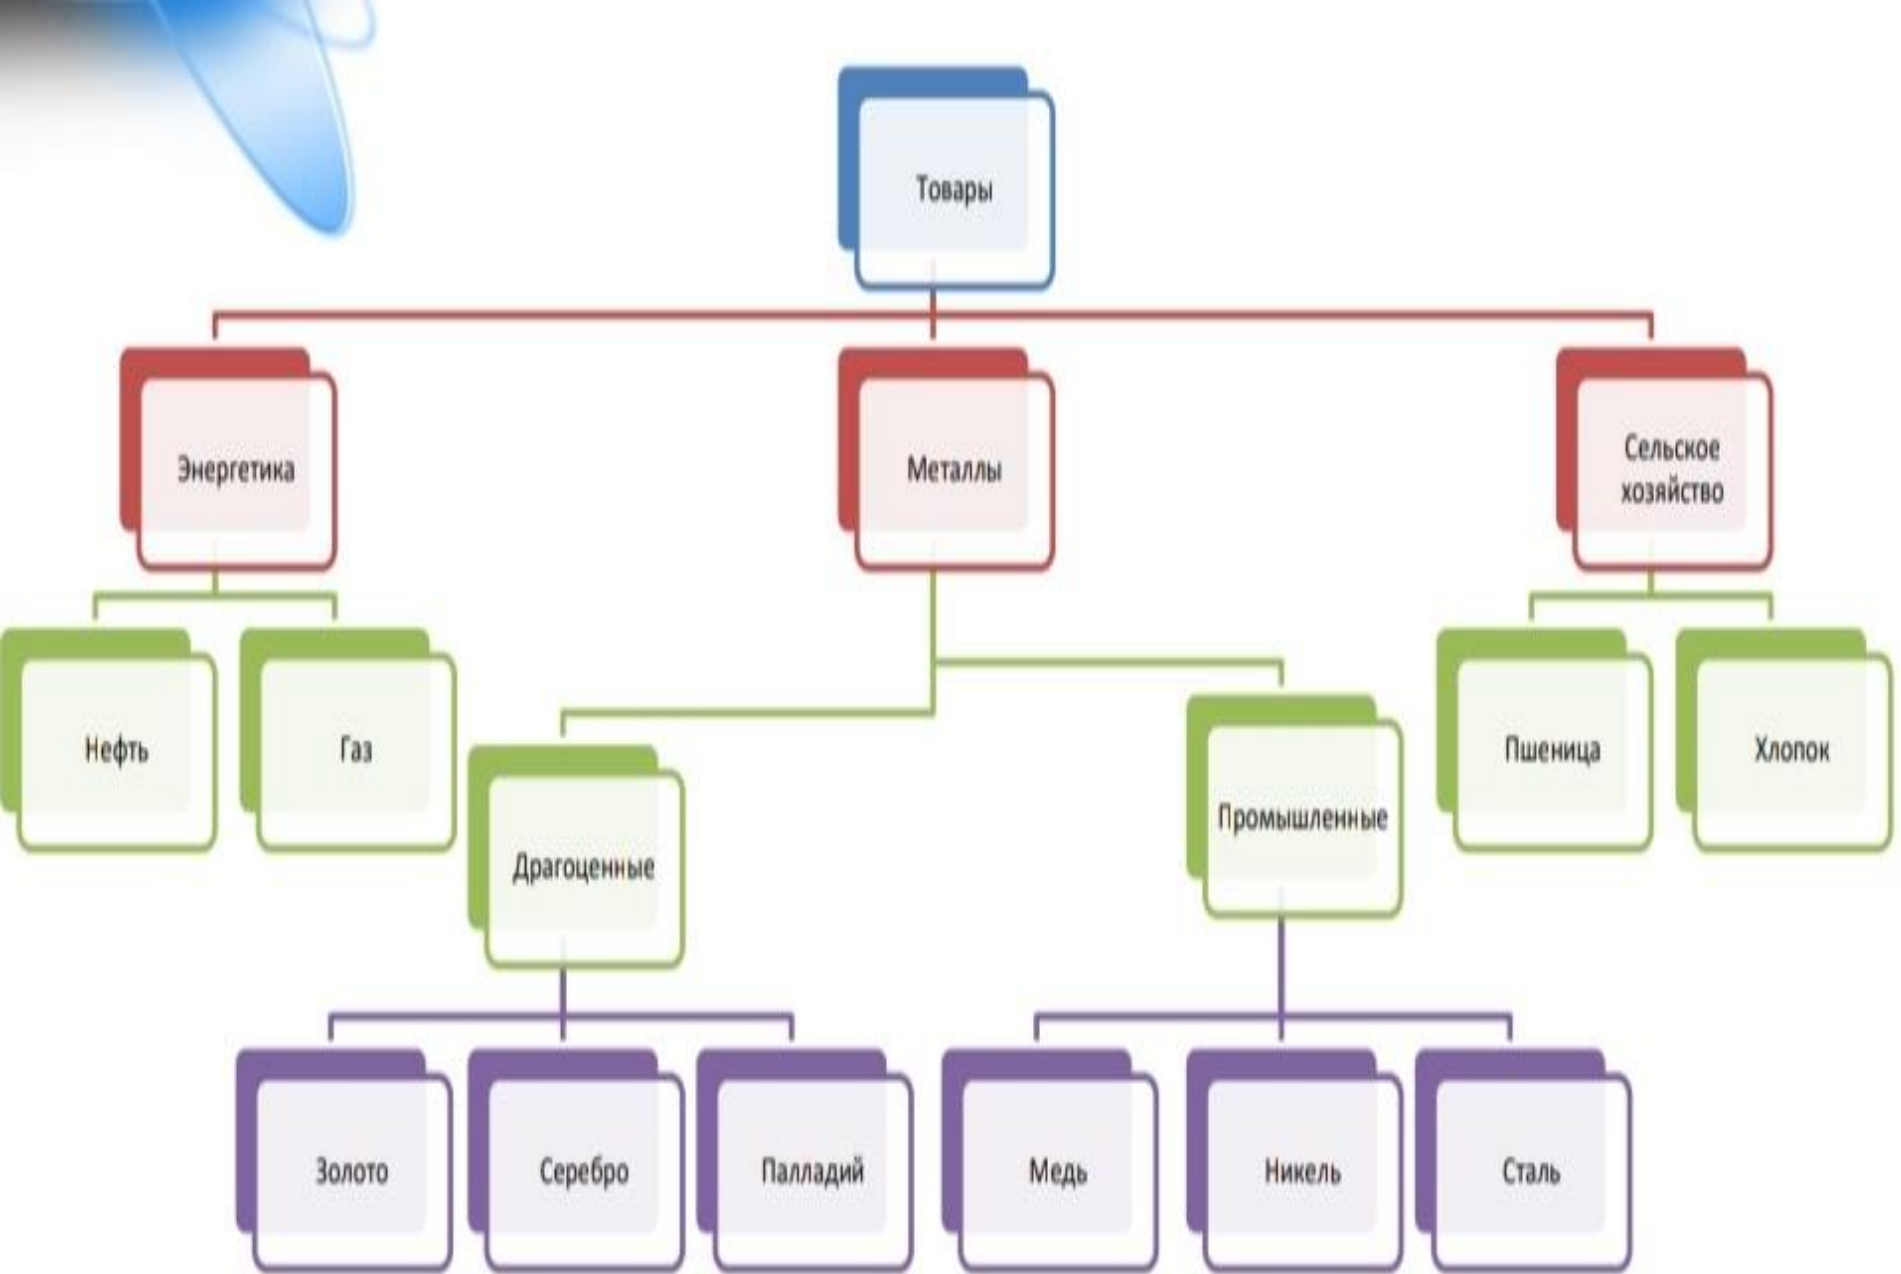 Товары
Энергетика
Металлы
Сельское
хозяйство
Нефть
Газ
Драгоценные
Промышленные
Пшеница
Хлопок
Золото
Серебро
Палладий
Медь
Никель
Сталь